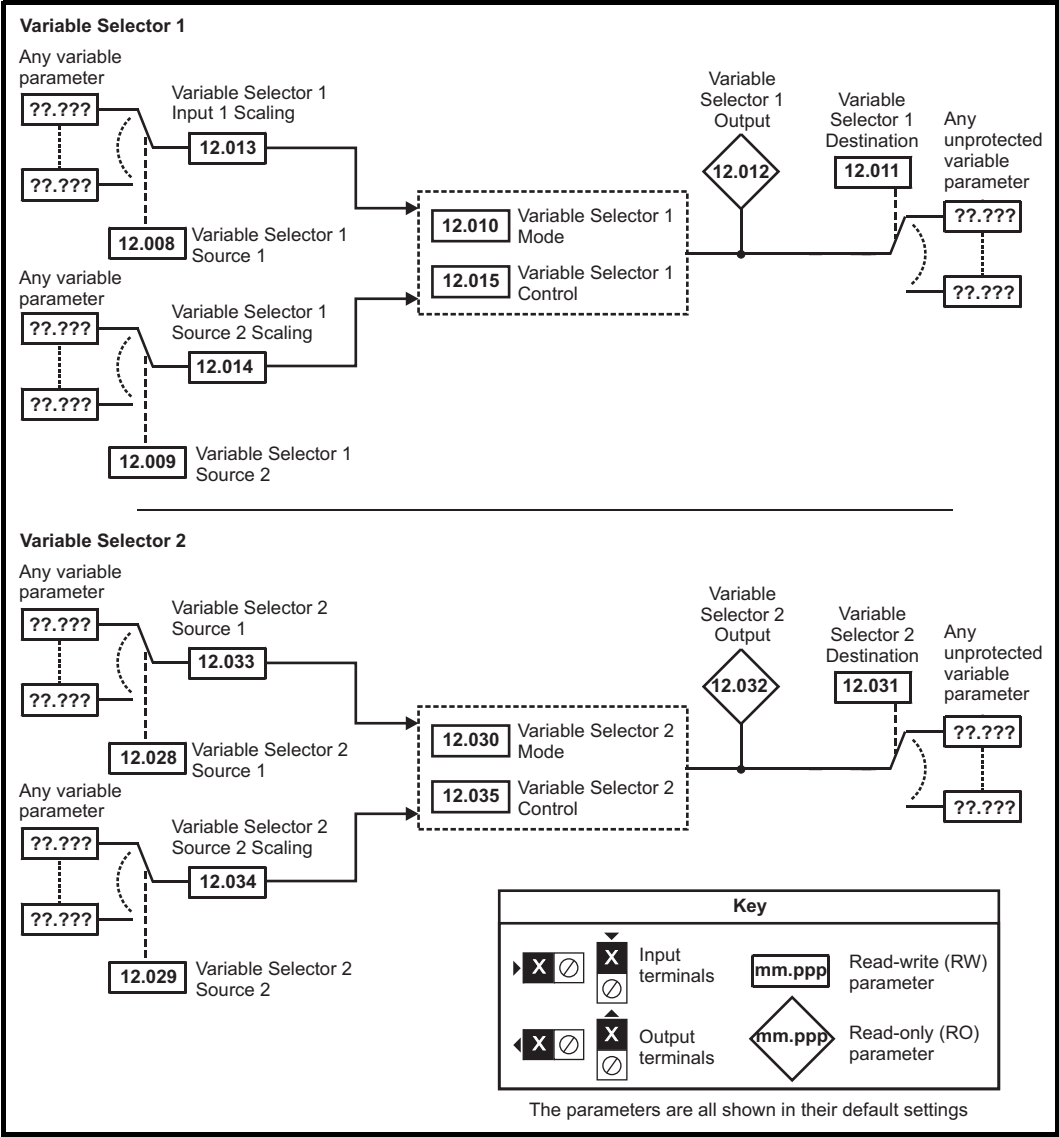 Variable Selector 1
Any variable
parameter
??.???
??.???
Variable Selector 1
Input 1 Scaling
12.013
12.008
Variable Selector 1
Source 1
Any variable
parameter
??.???
??.???
Variable Selector 1
Source 2 Scaling
12.014
12.009
Variable Selector 1
Source 2
12.010
Variable Selector 1
Mode
12.015
Variable Selector 1
Control
Variable
Selector 1
Output
12.012
Variable
Selector 1
Destination
12.011
Any
unprotected
variable
parameter
??.???
??.???
Variable Selector 2
Any variable
parameter
??.???
??.???
Variable Selector 2
Source 1
12.033
12.028
Variable Selector 2
Source 1
Any variable
parameter
??.???
??.???
Variable Selector 2
Source 2 Scaling
12.034
12.029
Variable Selector 2
Source 2
12.030
Variable Selector 2
Mode
12.035
Variable Selector 2
Control
Variable
Selector 2
Output
12.032
Variable
Selector 2
Destination
12.031
Any
unprotected
variable
parameter
??.???
??.???
Key
X
X
Input
terminals
mm.ppp
Read-write (RW)
parameter
X
X
Output
terminals
mm.ppp
Read-only (RO)
parameter
The parameters are all shown in their default settings